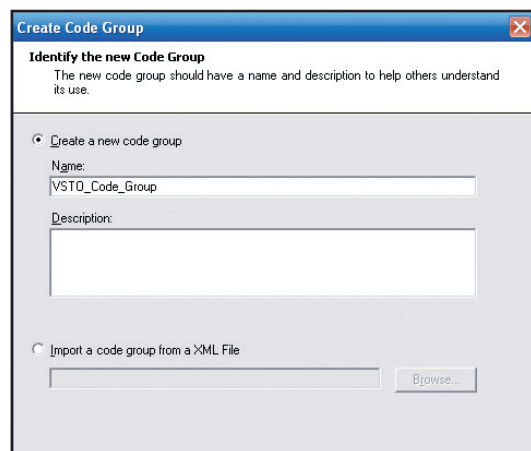 Create Code Group
Identify the new Code Group
The new code group should have a name and description to help others understand
its use.
Create a new code group
Name:
VSTO_Code_Group
Description:
Import a code group from a XML File
Browse...